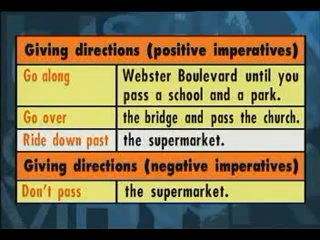 Giving directions (positive imperatives)
Go along Webster Boulevard until you
pass a school and a park.
Go over the bridge and pass the church.
Ride down past the supermarket.
Giving directions (negative imperatives)
Don't pass the supermarket.